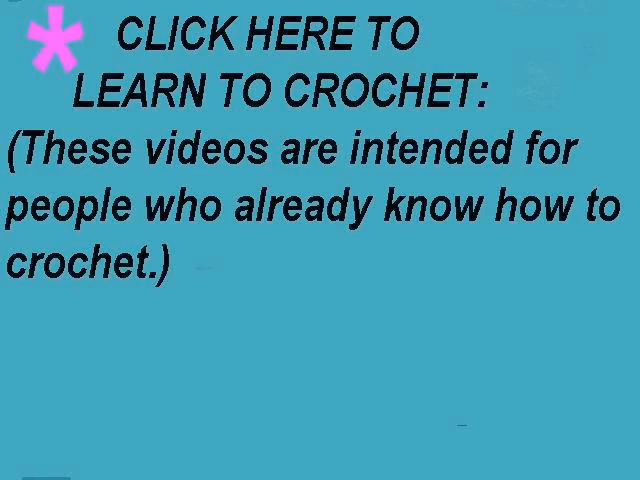 * CLICK HERE TO
LEARN TO CROCHET:
(These videos are intended for
people who already know how to
crochet.)